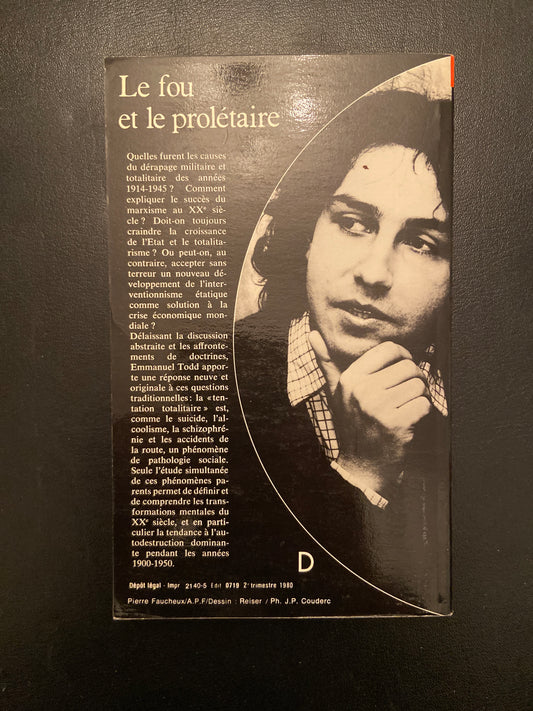 Le fou
et le prolétaire
Quelles furent les causes
du dérapage militaire et
totalitaire des années
1914-1945 ? Comment
expliquer le succès du
marxisme au XXe siè-
cle ? Doit-on toujours
craindre la croissance
de l'Etat et le totalita-
risme ? Ou peut-on, au
contraire, accepter sans
terreur un nouveau dé-
veloppement de l'inter-
ventionnisme étatique
comme solution à la
crise économique mon-
diale ?
Délaissant la discussion
abstraite et les affronte-
ments de doctrines,
Emmanuel Todd appor-
te une réponse neuve et
originale à ces questions
traditionnelles : la « ten-
tation totalitaire » est,
comme le suicide, l'al-
coolisme, la schizophré-
nie et les accidents de
la route, un phénomène
de pathologie sociale.
Seule l'étude simultanée
de ces phénomènes pa-
rents permet de définir et
de comprendre les trans-
formations mentales du
XXe siècle, et en parti-
culier la tendance à l'au-
todestruction dominan-
te pendant les années
1900-1950.
D
Dépôt légal - Impr 2140-5 Edit 0719 2e trimestre 1980
Pierre Faucheux/A.P.F/Dessin : Reiser / Ph. J.P. Couderc